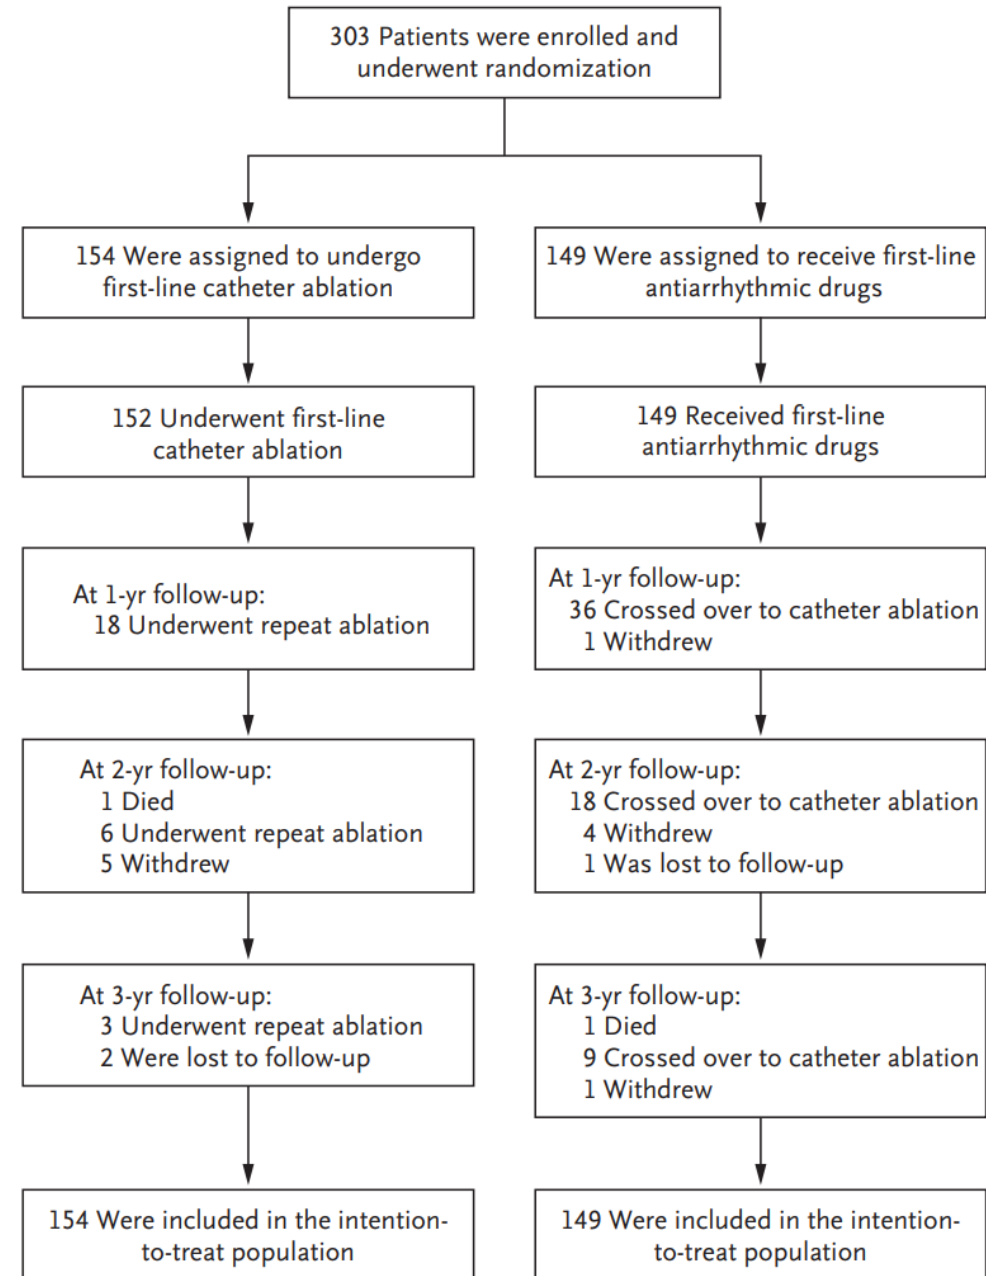 303 Patients were enrolled and
underwent randomization
154 Were assigned to undergo
first-line catheter ablation
149 Were assigned to receive first-line
antiarrhythmic drugs
152 Underwent first-line
catheter ablation
149 Received first-line
antiarrhythmic drugs
At 1-yr follow-up:
18 Underwent repeat ablation
At 1-yr follow-up:
36 Crossed over to catheter ablation
1 Withdrew
At 2-yr follow-up:
1 Died
6 Underwent repeat ablation
5 Withdrew
At 2-yr follow-up:
18 Crossed over to catheter ablation
4 Withdrew
1 Was lost to follow-up
At 3-yr follow-up:
3 Underwent repeat ablation
2 Were lost to follow-up
At 3-yr follow-up:
1 Died
9 Crossed over to catheter ablation
1 Withdrew
154 Were included in the intention-
to-treat population
149 Were included in the intention-
to-treat population